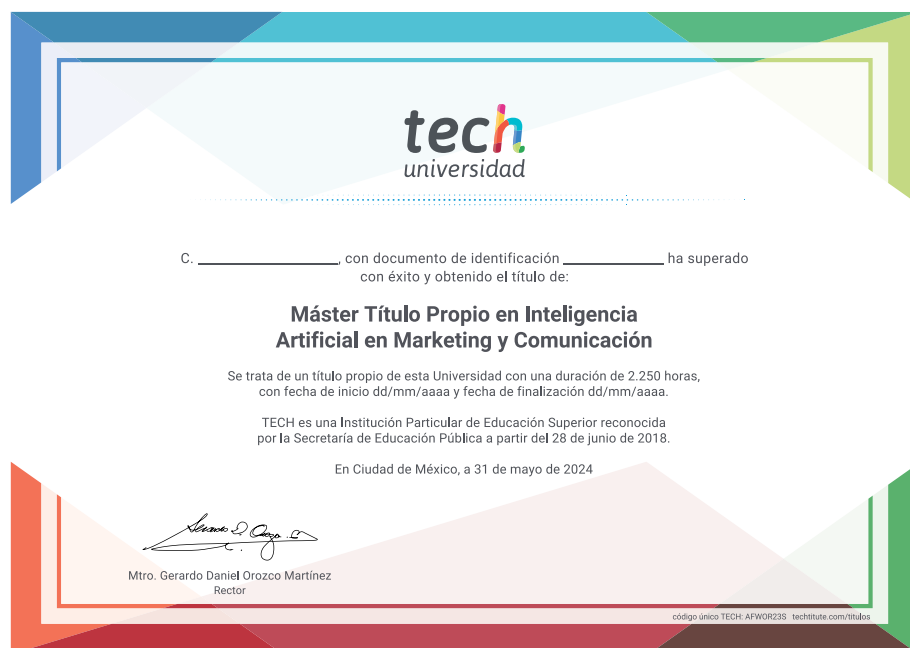 tech
universidad
C. ____________, con documento de identificación ____________ ha superado
con éxito y obtenido el título de:
Máster Título Propio en Inteligencia
Artificial en Marketing y Comunicación
Se trata de un título propio de esta Universidad con una duración de 2.250 horas,
con fecha de inicio dd/mm/aaaa y fecha de finalización dd/mm/aaaa.
TECH es una Institución Particular de Educación Superior reconocida
por la Secretaría de Educación Pública a partir del 28 de junio de 2018.
En Ciudad de México, a 31 de mayo de 2024
Mtro. Gerardo Daniel Orozco Martínez
Rector
código único TECH: AFWOR23S techtitute.com/titulos